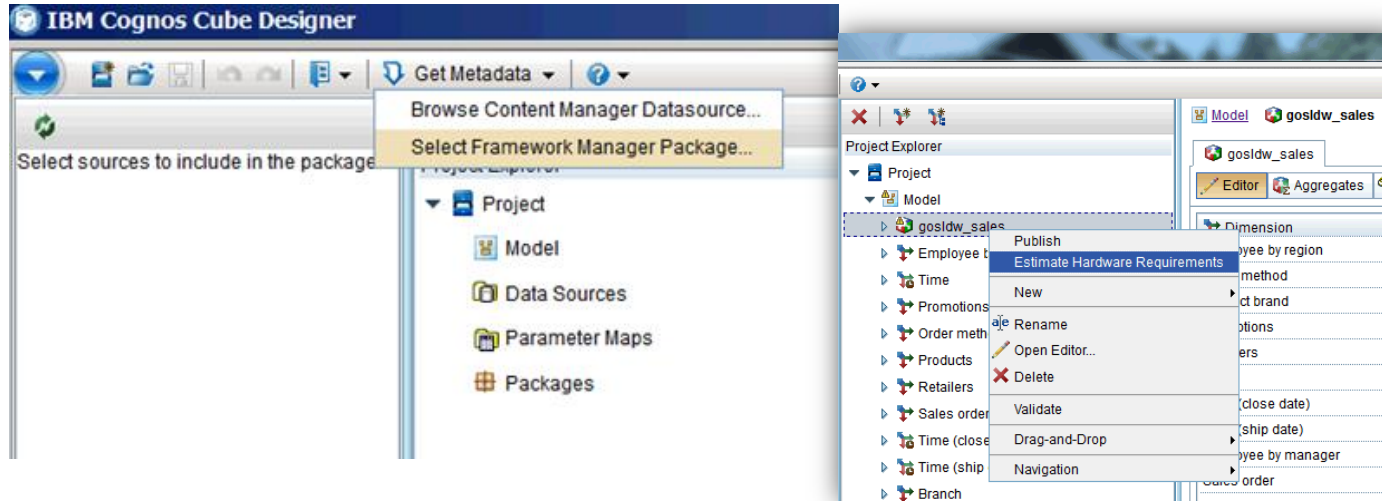 IBM Cognos Cube Designer
Get Metadata
Browse Content Manager Datasource...
Select Framework Manager Package...
Select sources to include in the package
Project Explorer
Project
Model
Data Sources
Parameter Maps
Packages
Project Explorer
Project
Model
gosldw_sales
Employee b
Time
Promotions
Order meth
Products
Retailers
Sales order
Time (close
Time (ship
Branch
Publish
Estimate Hardware Requirements
New
Rename
Open Editor...
Delete
Validate
Drag-and-Drop
Navigation
Model gosldw_sales
gosldw_sales
Editor Aggregates
Dimension
oyee by region
method
ct brand
otions
ers
(close date)
(ship date)
oyee by manager
Sales order